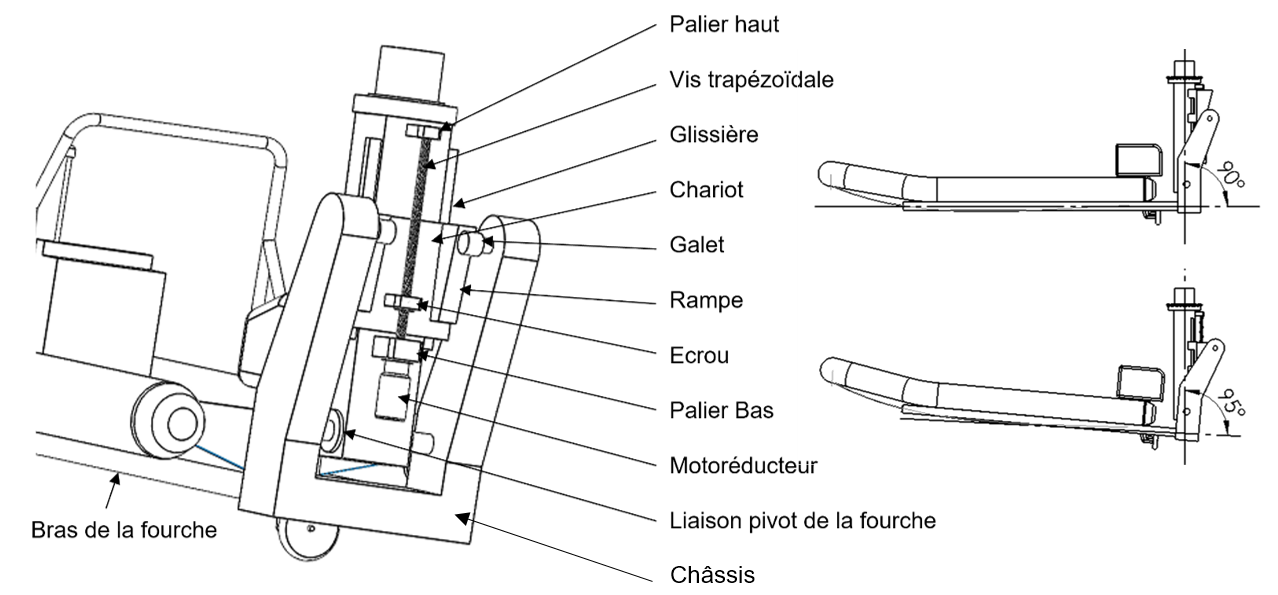 Palier haut
Vis trapézoïdale
Glissière
Chariot
Galet
Rampe
Ecrou
Palier Bas
Motoréducteur
Liaison pivot de la fourche
Châssis
Bras de la fourche
90°
95°